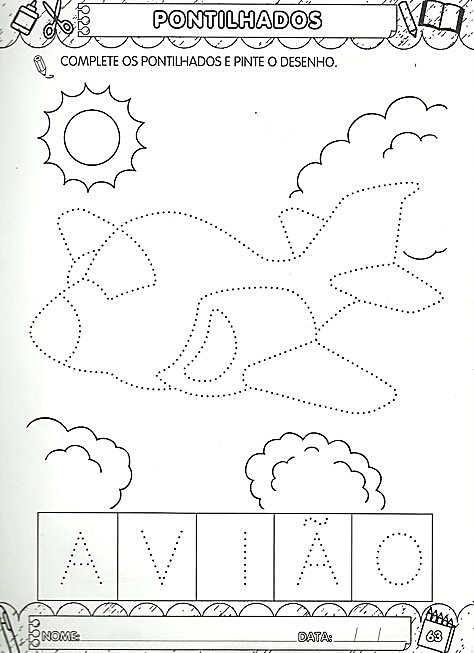 PONTILHADOS
COMPLETE OS PONTILHADOS E PINTE O DESENHO.
A V I Ã O
NOME: DATA: / /
63